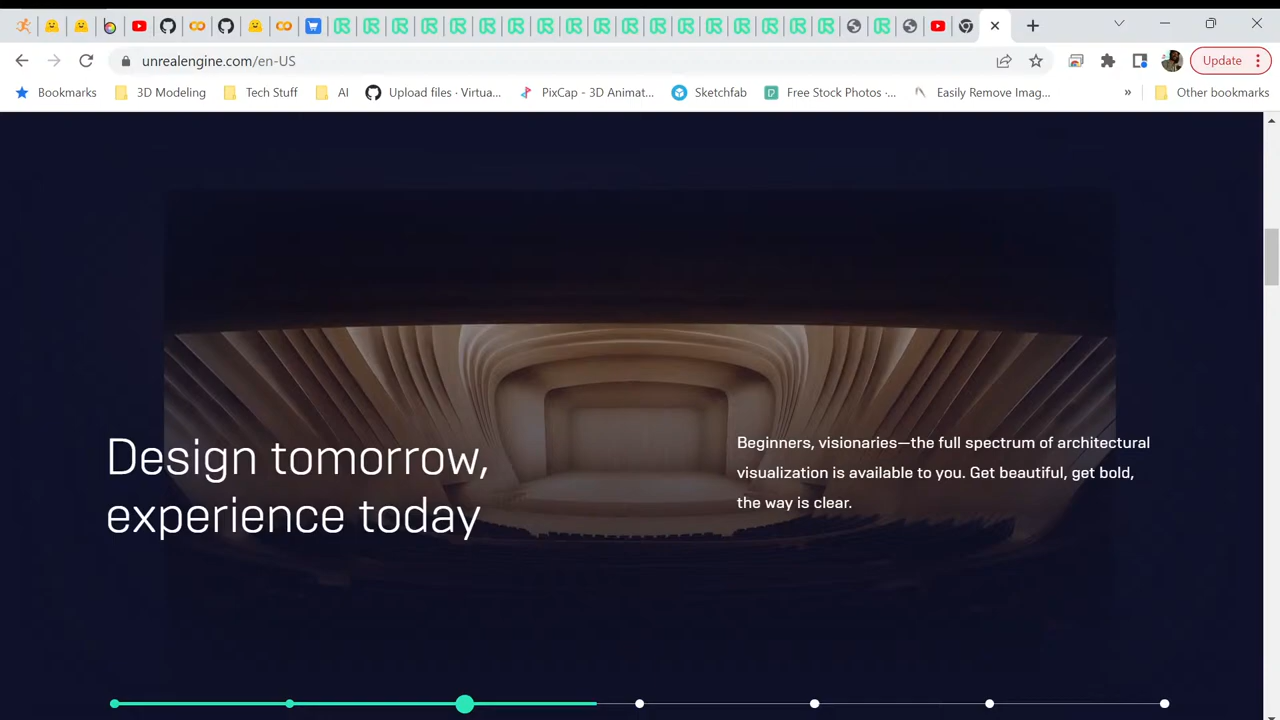 unrealengine.com/en-US
Update
Bookmarks
3D Modeling
Tech Stuff
AI
Upload files · Virtua...
PixCap - 3D Animat...
Sketchfab
Free Stock Photos ·...
Easily Remove Imag...
»
Other bookmarks
Design tomorrow,
experience today
Beginners, visionaries—the full spectrum of architectural
visualization is available to you. Get beautiful, get bold,
the way is clear.